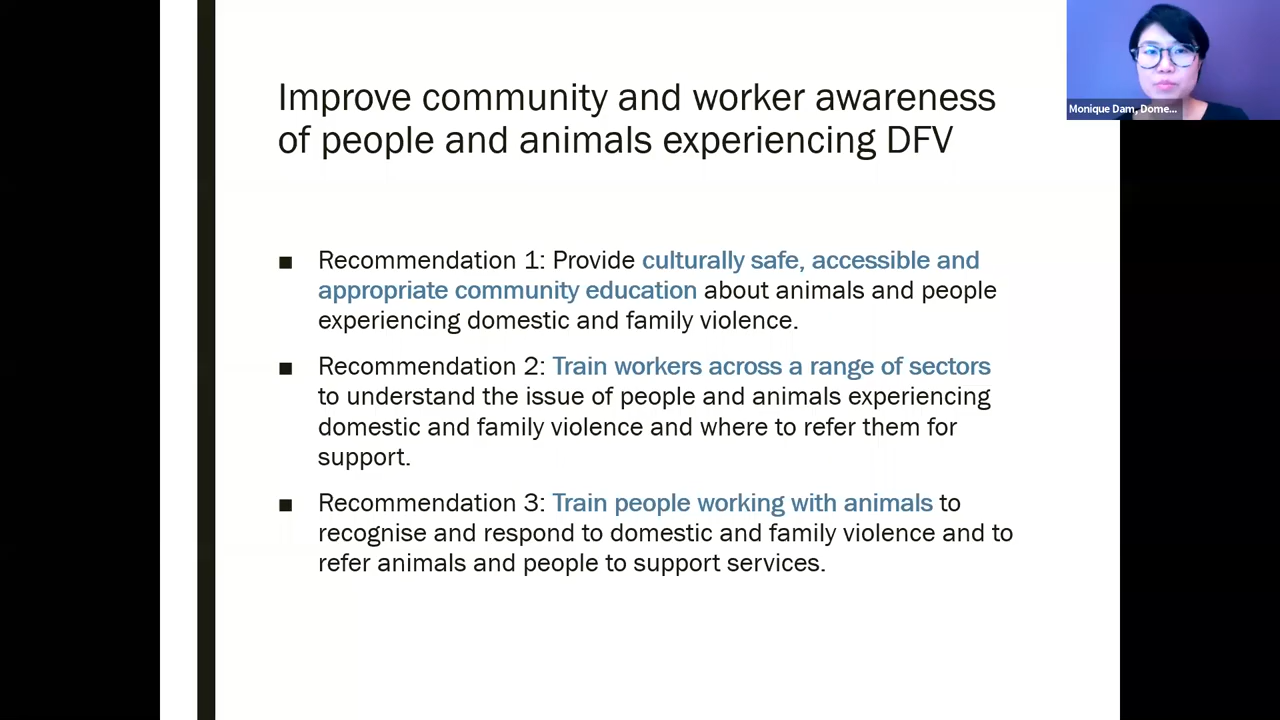 Improve community and worker awareness
of people and animals experiencing DFV
Monique Dam, Dome...
■ Recommendation 1: Provide culturally safe, accessible and
appropriate community education about animals and people
experiencing domestic and family violence.
■ Recommendation 2: Train workers across a range of sectors
to understand the issue of people and animals experiencing
domestic and family violence and where to refer them for
support.
■ Recommendation 3: Train people working with animals to
recognise and respond to domestic and family violence and to
refer animals and people to support services.